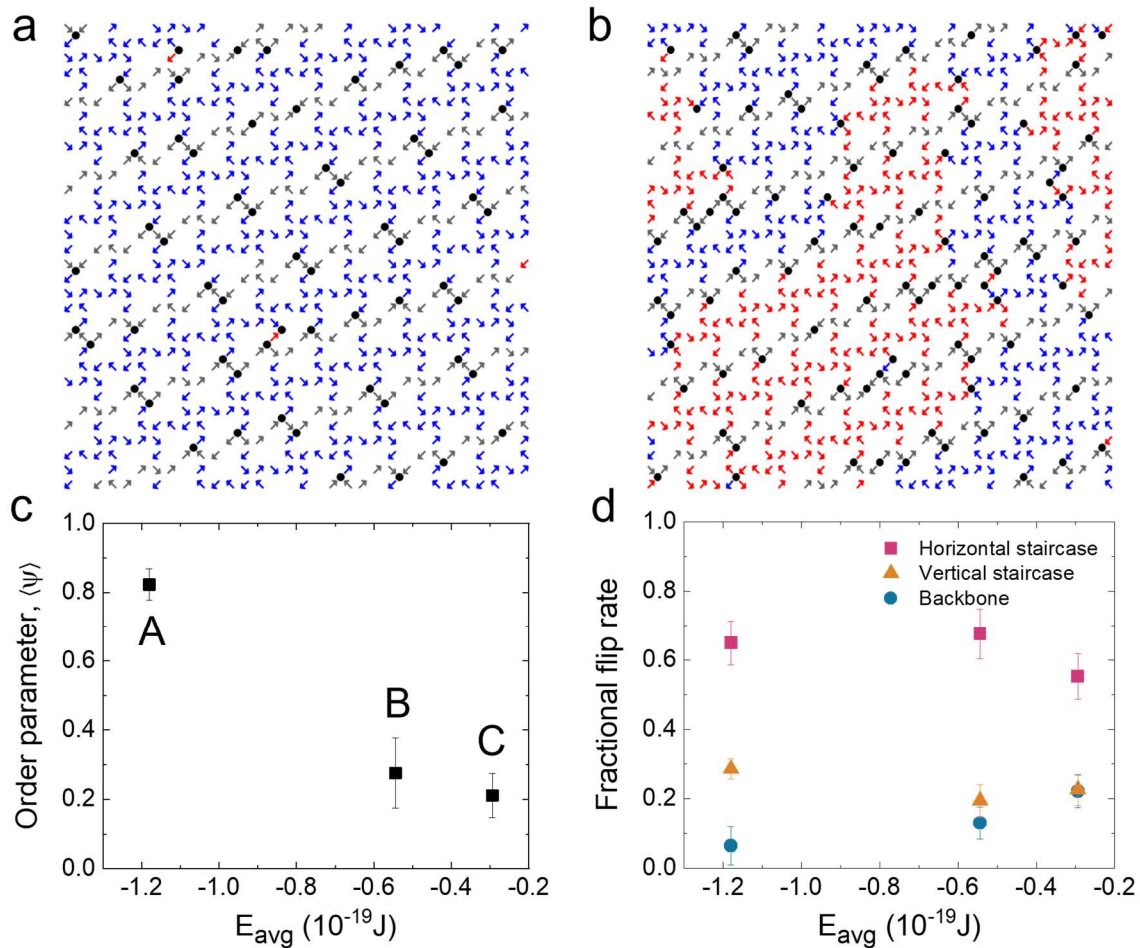 a
b
c
1.0
0.8
0.6
0.4
0.2
0.0
Order parameter, ⟨ψ⟩
A
B
C
-1.2
-1.0
-0.8
-0.6
-0.4
-0.2
E_avg (10^-19 J)
d
1.0
0.8
0.6
0.4
0.2
0.0
Fractional flip rate
Horizontal staircase
Vertical staircase
Backbone
-1.2
-1.0
-0.8
-0.6
-0.4
-0.2
E_avg (10^-19 J)